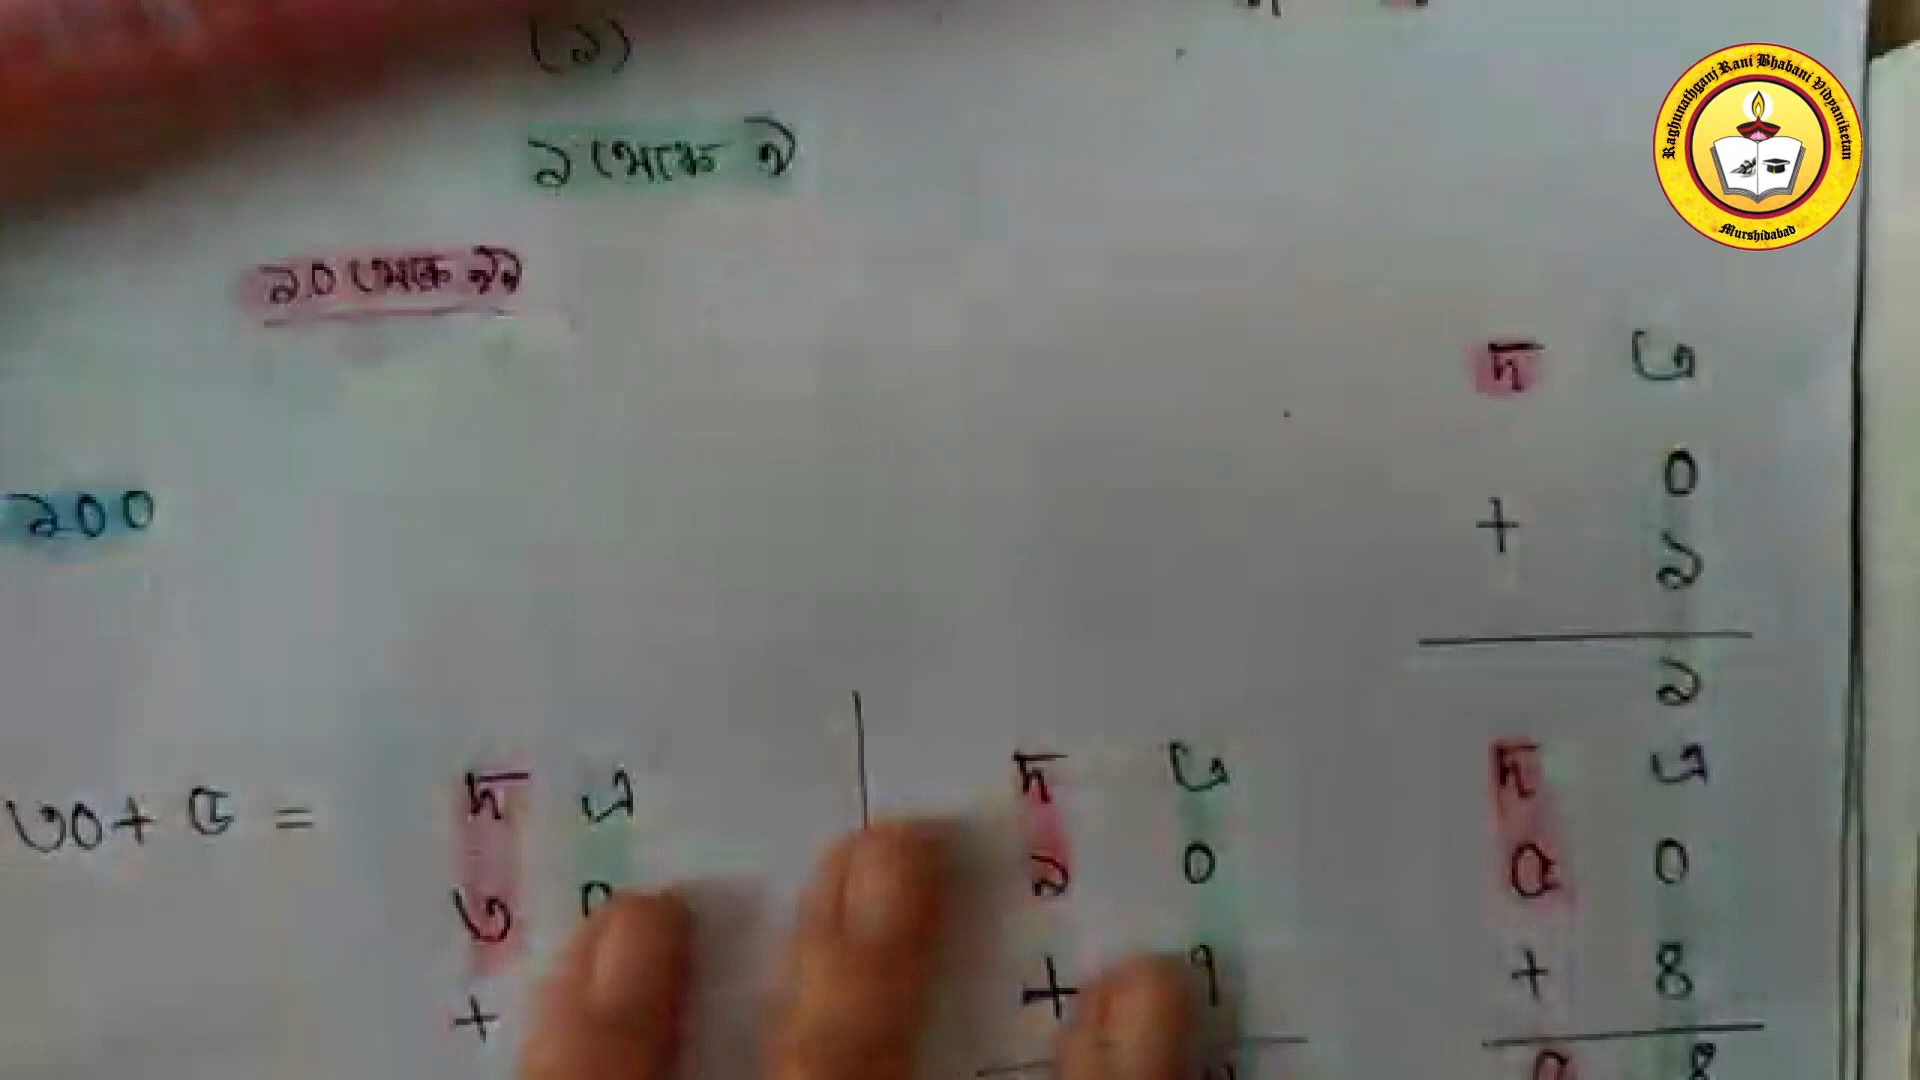 (১)
১ থেকে ৯
১০ থেকে ৯৯
১০০
দ এ
০
+ ১
১
৩০ + ৫ =
দ এ
৩ ০
+
দ এ
১ ০
+ ৭
দ এ
৫ ০
+ ৪
৫ ৪
Raghunathganj Rani Bhabani Vidyaniketan
Murshidabad